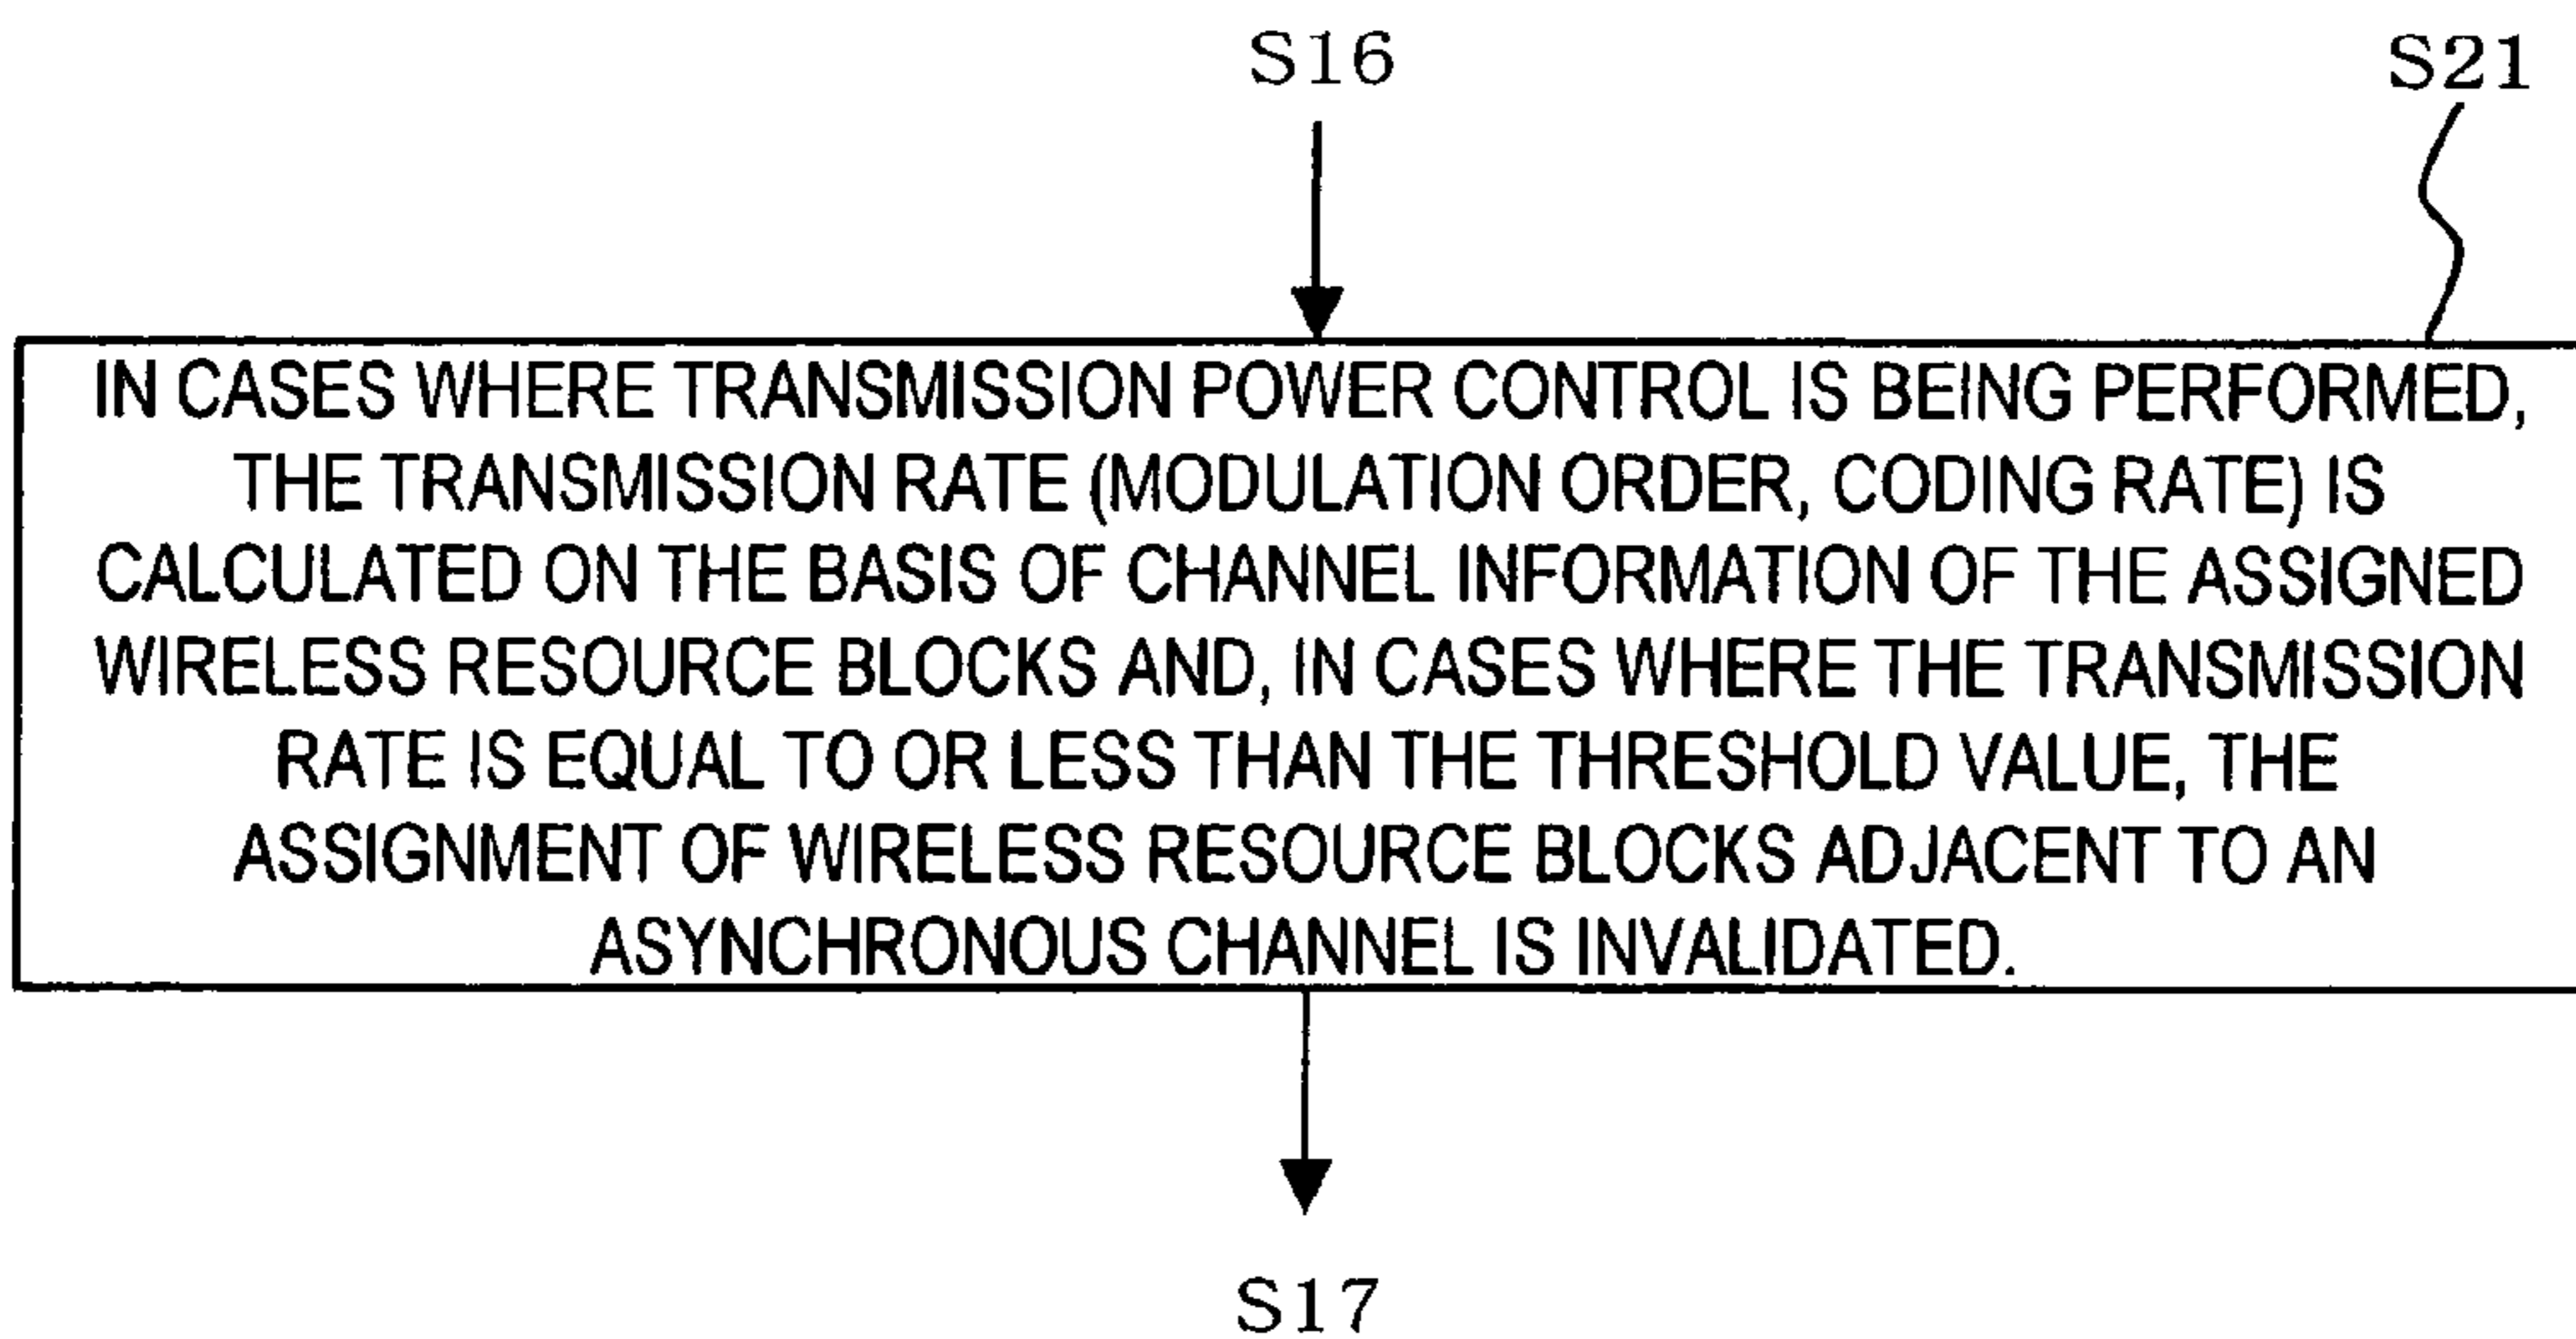 S16
S21
IN CASES WHERE TRANSMISSION POWER CONTROL IS BEING PERFORMED,
THE TRANSMISSION RATE (MODULATION ORDER, CODING RATE) IS
CALCULATED ON THE BASIS OF CHANNEL INFORMATION OF THE ASSIGNED
WIRELESS RESOURCE BLOCKS AND, IN CASES WHERE THE TRANSMISSION
RATE IS EQUAL TO OR LESS THAN THE THRESHOLD VALUE, THE
ASSIGNMENT OF WIRELESS RESOURCE BLOCKS ADJACENT TO AN
ASYNCHRONOUS CHANNEL IS INVALIDATED.
S17